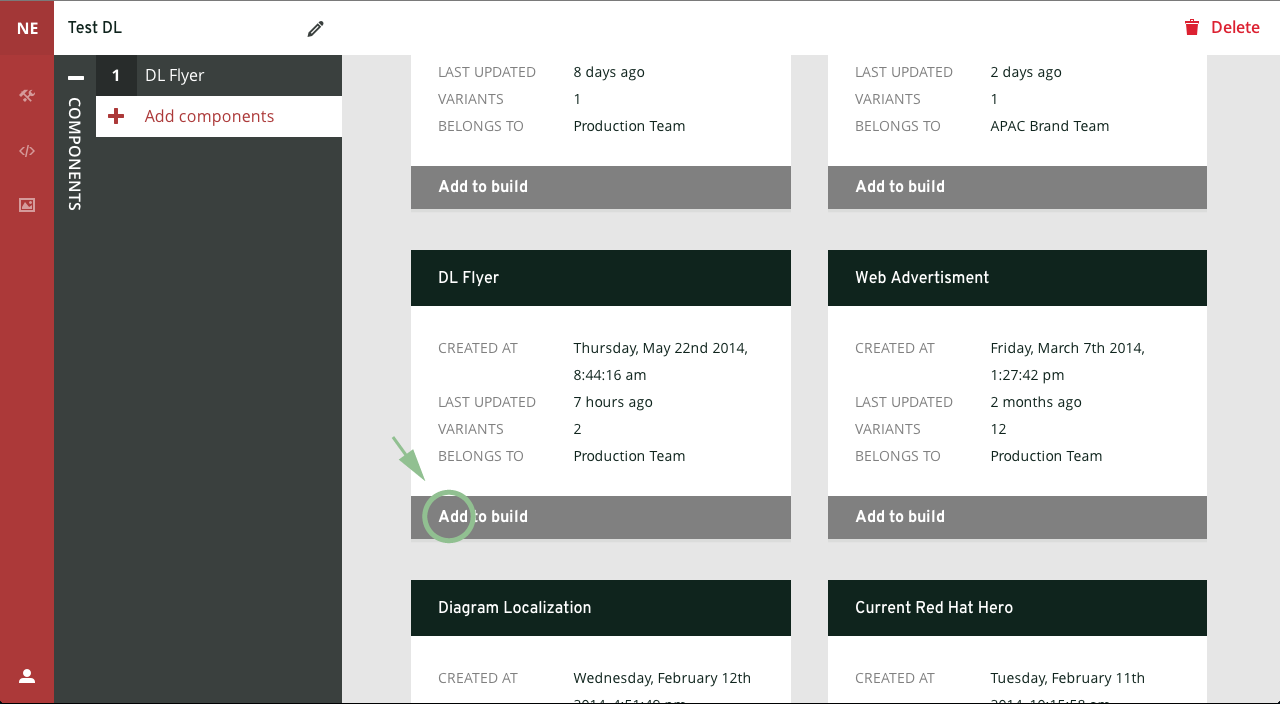 NE
Test DL
Delete
COMPONENTS
1 DL Flyer
Add components
LAST UPDATED 8 days ago
VARIANTS 1
BELONGS TO Production Team
Add to build
LAST UPDATED 2 days ago
VARIANTS 1
BELONGS TO APAC Brand Team
Add to build
DL Flyer
CREATED AT Thursday, May 22nd 2014,
8:44:16 am
LAST UPDATED 7 hours ago
VARIANTS 2
BELONGS TO Production Team
Add to build
Web Advertisment
CREATED AT Friday, March 7th 2014,
1:27:42 pm
LAST UPDATED 2 months ago
VARIANTS 12
BELONGS TO Production Team
Add to build
Diagram Localization
CREATED AT Wednesday, February 12th
Current Red Hat Hero
CREATED AT Tuesday, February 11th